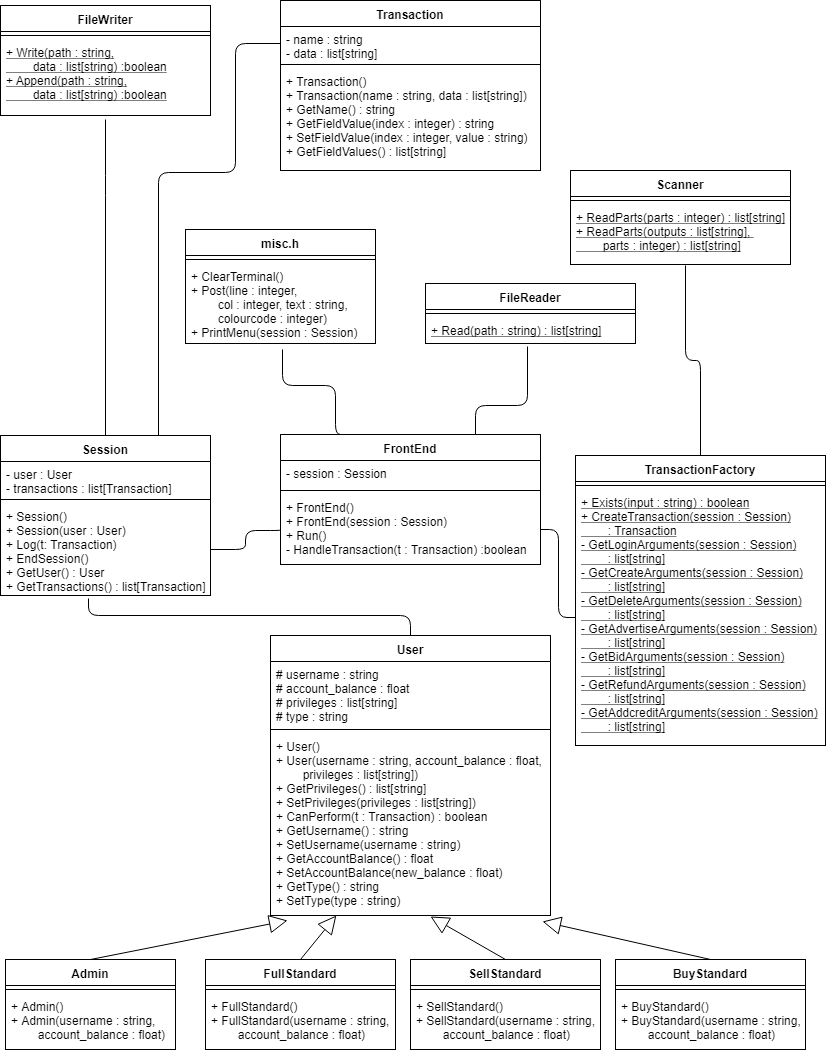 FileWriter
+ Write(path : string,
data : list[string) :boolean
+ Append(path : string,
data : list[string) :boolean
Transaction
- name : string
- data : list[string]
+ Transaction()
+ Transaction(name : string, data : list[string])
+ GetName() : string
+ GetFieldValue(index : integer) : string
+ SetFieldValue(index : integer, value : string)
+ GetFieldValues() : list[string]
Scanner
+ ReadParts(parts : integer) : list[string]
+ ReadParts(outputs : list[string],
parts : integer) : list[string]
misc.h
+ ClearTerminal()
+ Post(line : integer,
col : integer, text : string,
colourcode : integer)
+ PrintMenu(session : Session)
FileReader
+ Read(path : string) : list[string]
Session
- user : User
- transactions : list[Transaction]
+ Session()
+ Session(user : User)
+ Log(t: Transaction)
+ EndSession()
+ GetUser() : User
+ GetTransactions() : list[Transaction]
FrontEnd
- session : Session
+ FrontEnd()
+ FrontEnd(session : Session)
+ Run()
- HandleTransaction(t : Transaction) :boolean
TransactionFactory
+ Exists(input : string) : boolean
+ CreateTransaction(session : Session)
: Transaction
- GetLoginArguments(session : Session)
: list[string]
- GetCreateArguments(session : Session)
: list[string]
- GetDeleteArguments(session : Session)
: list[string]
- GetAdvertiseArguments(session : Session)
: list[string]
- GetBidArguments(session : Session)
: list[string]
- GetRefundArguments(session : Session)
: list[string]
- GetAddcreditArguments(session : Session)
: list[string]
User
# username : string
# account_balance : float
# privileges : list[string]
# type : string
+ User()
+ User(username : string, account_balance : float,
privileges : list[string])
+ GetPrivileges() : list[string]
+ SetPrivileges(privileges : list[string])
+ CanPerform(t : Transaction) : boolean
+ GetUsername() : string
+ SetUsername(username : string)
+ GetAccountBalance() : float
+ SetAccountBalance(new_balance : float)
+ GetType() : string
+ SetType(type : string)
Admin
+ Admin()
+ Admin(username : string,
account_balance : float)
FullStandard
+ FullStandard()
+ FullStandard(username : string,
account_balance : float)
SellStandard
+ SellStandard()
+ SellStandard(username : string,
account_balance : float)
BuyStandard
+ BuyStandard()
+ BuyStandard(username : string,
account_balance : float)